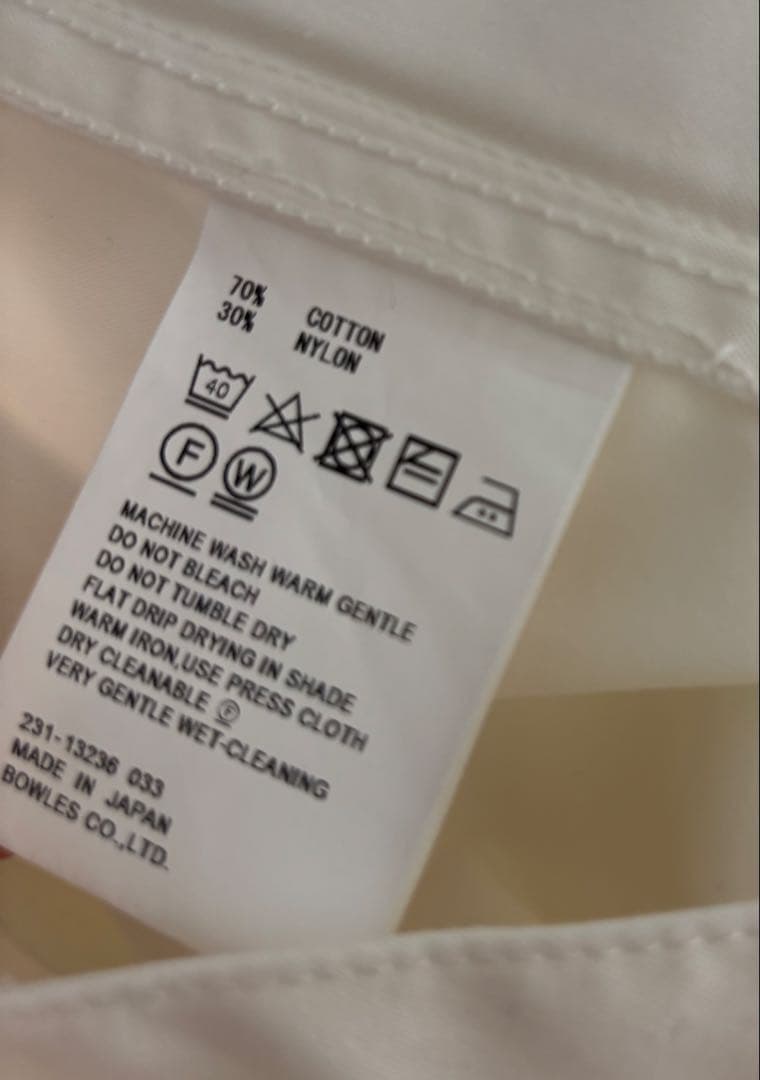 70% COTTON
30% NYLON
40
F W
MACHINE WASH WARM GENTLE
DO NOT BLEACH
DO NOT TUMBLE DRY
FLAT DRIP DRYING IN SHADE
WARM IRON,USE PRESS CLOTH
DRY CLEANABLE Ⓕ
VERY GENTLE WET-CLEANING
231-13236 033
MADE IN JAPAN
BOWLES CO.,LTD.